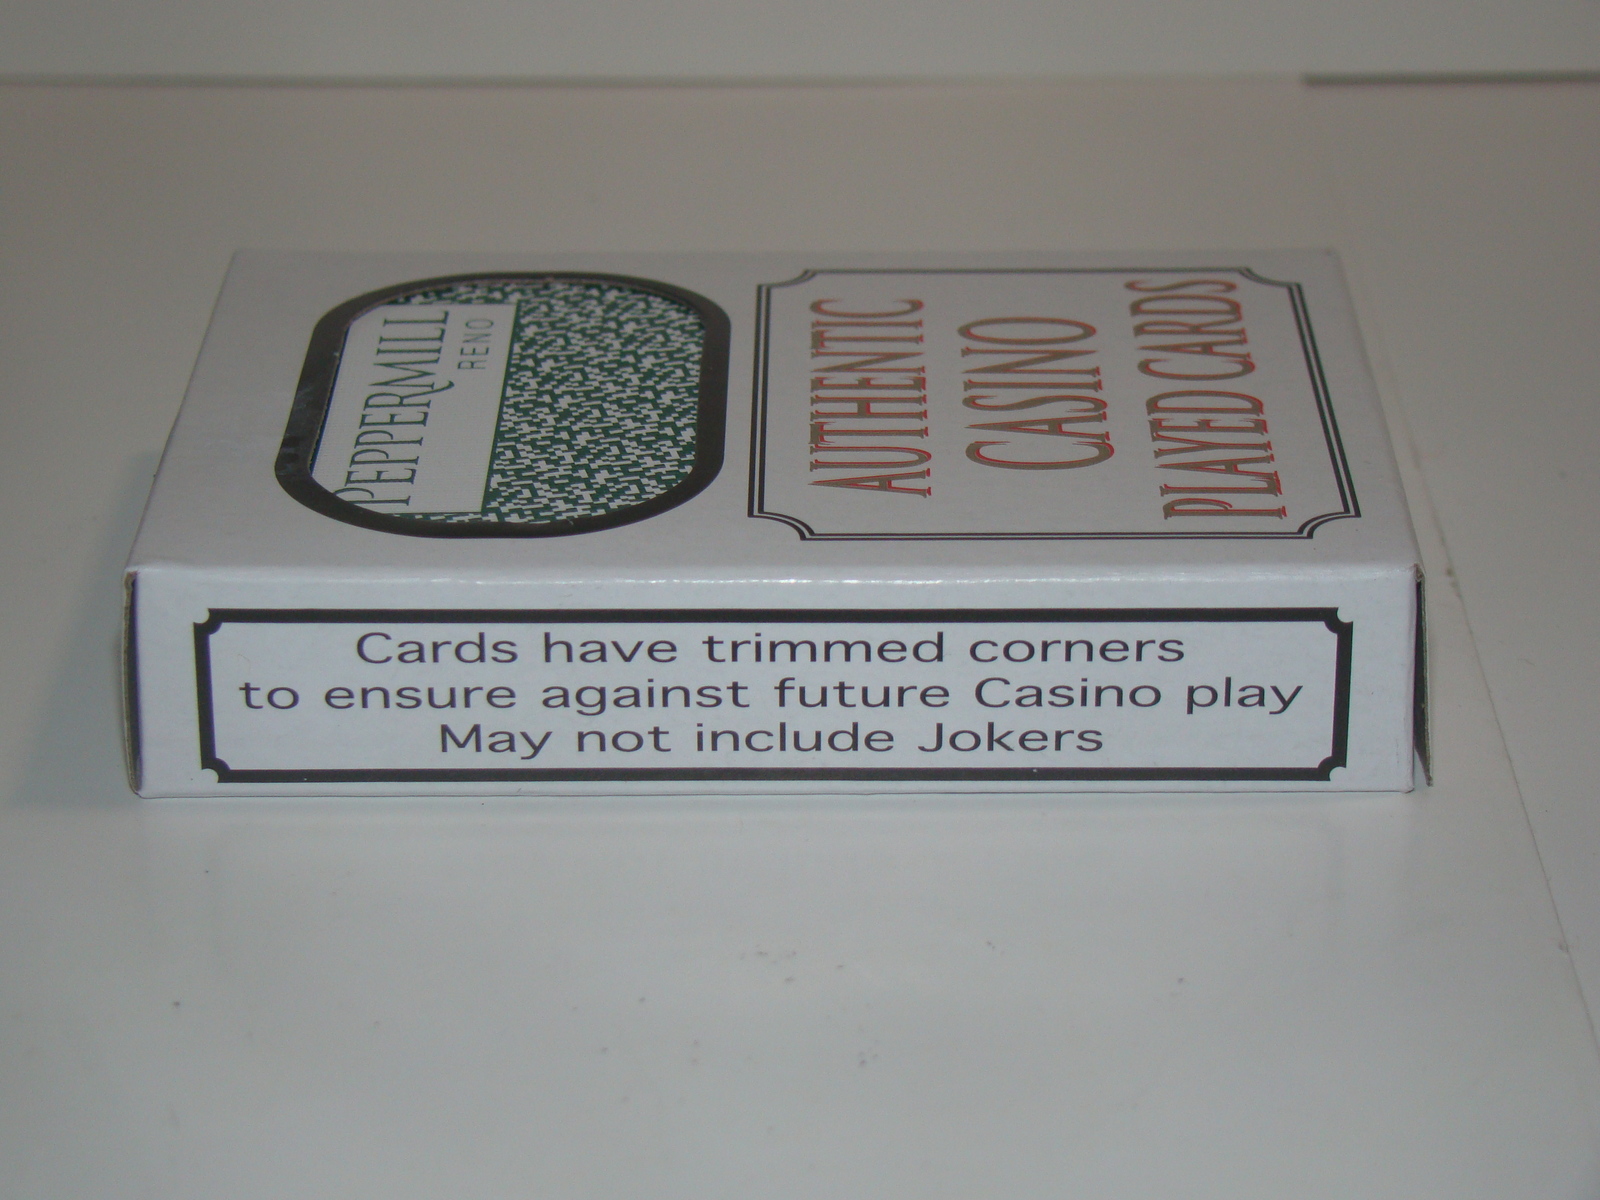 PEPPERMILL
RENO
AUTHENTIC
CASINO
PLAYED CARDS
Cards have trimmed corners
to ensure against future Casino play
May not include Jokers